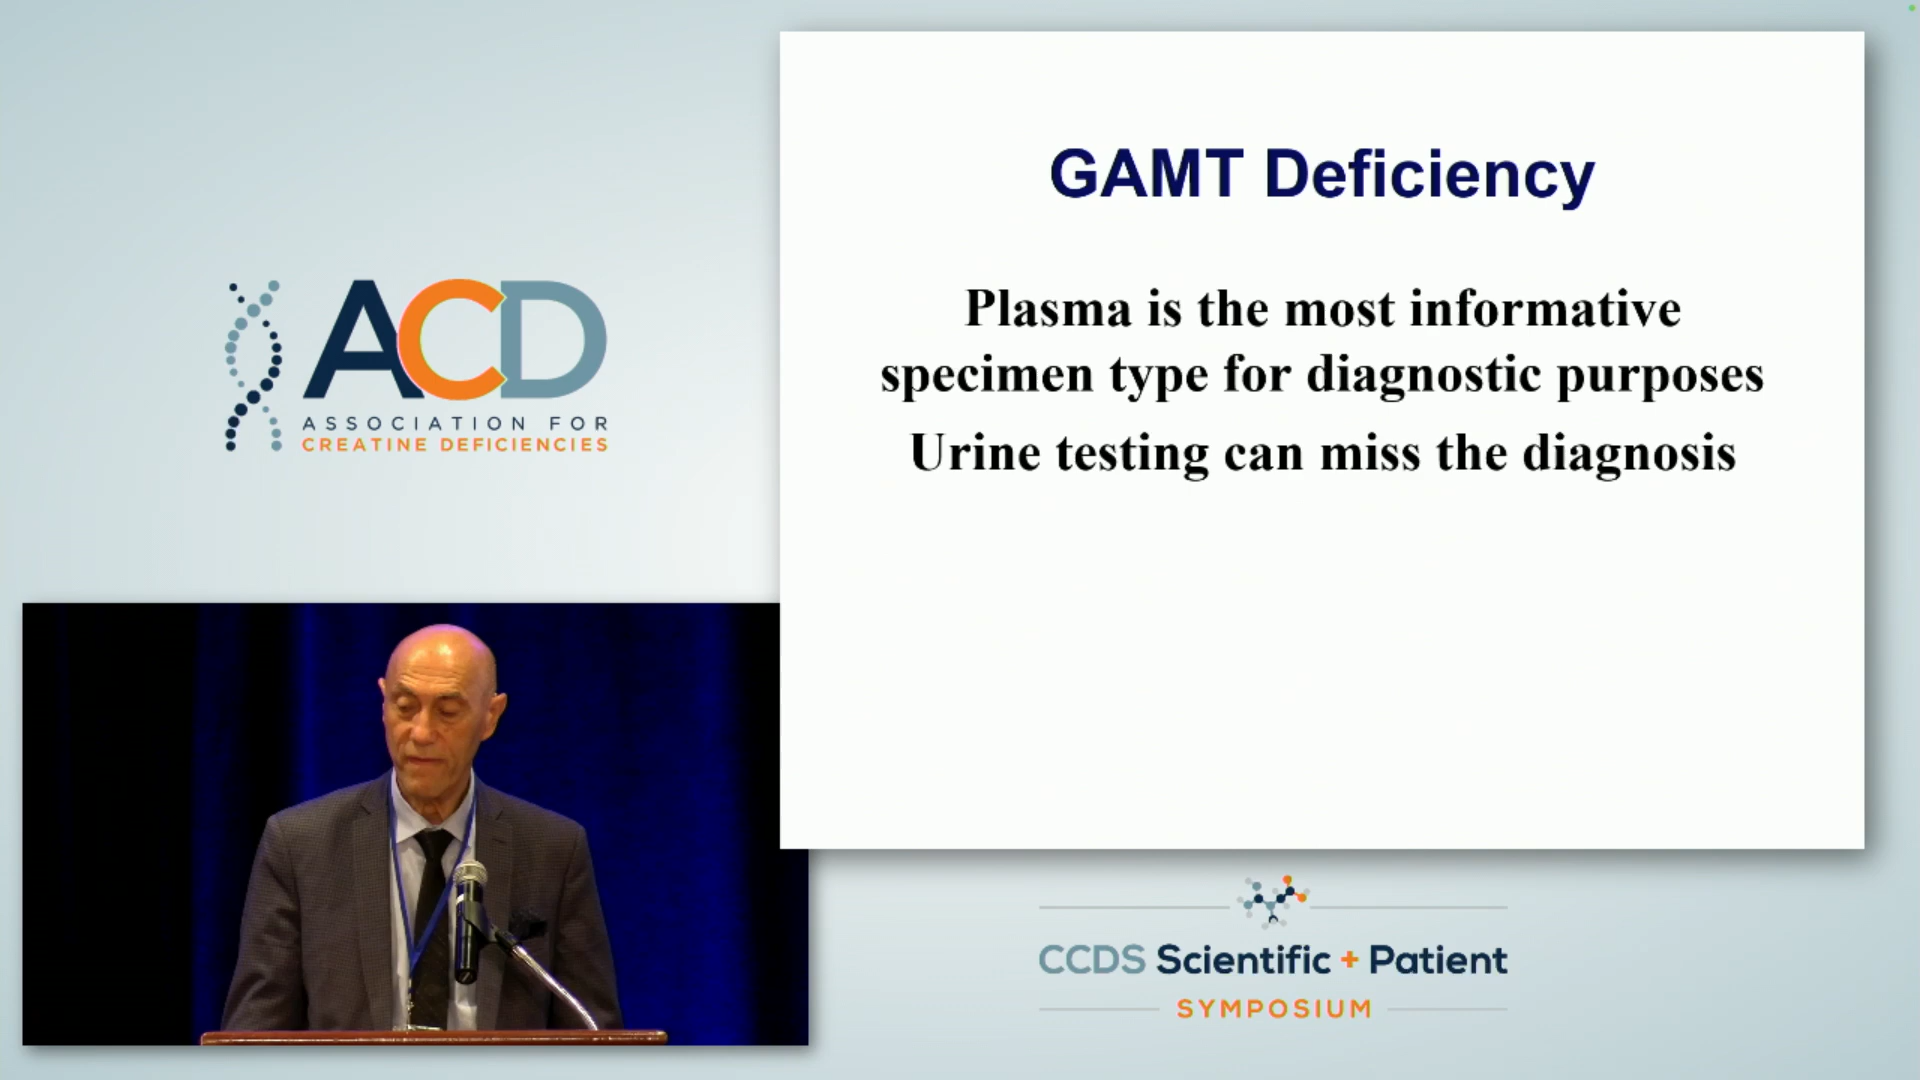 GAMT Deficiency
Plasma is the most informative
specimen type for diagnostic purposes
Urine testing can miss the diagnosis
ACD
ASSOCIATION FOR
CREATINE DEFICIENCIES
CCDS Scientific + Patient
SYMPOSIUM